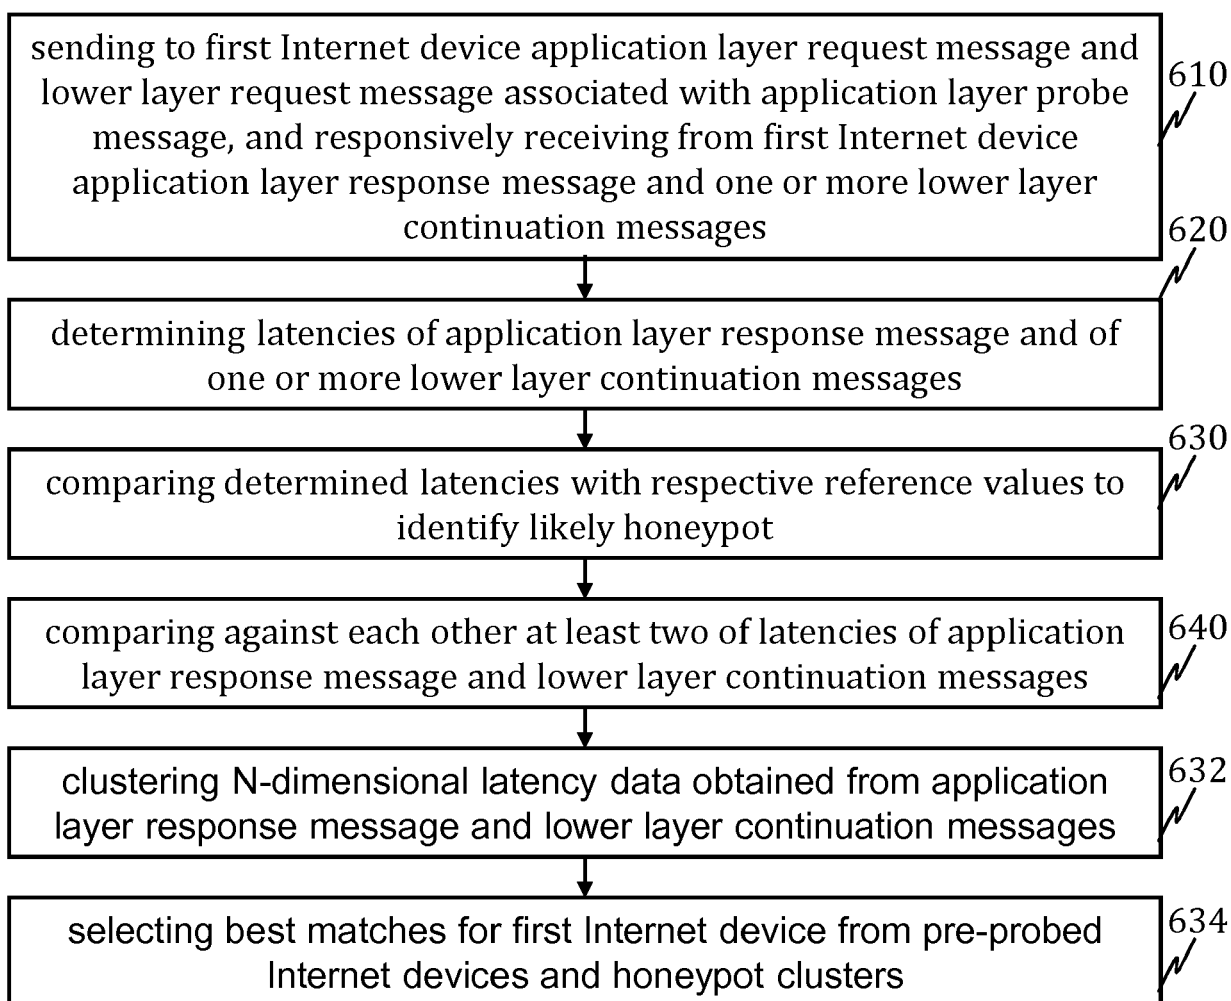 sending to first Internet device application layer request message and
lower layer request message associated with application layer probe
message, and responsively receiving from first Internet device
application layer response message and one or more lower layer
continuation messages
610
620
determining latencies of application layer response message and of
one or more lower layer continuation messages
630
comparing determined latencies with respective reference values to
identify likely honeypot
640
comparing against each other at least two of latencies of application
layer response message and lower layer continuation messages
632
clustering N-dimensional latency data obtained from application
layer response message and lower layer continuation messages
634
selecting best matches for first Internet device from pre-probed
Internet devices and honeypot clusters